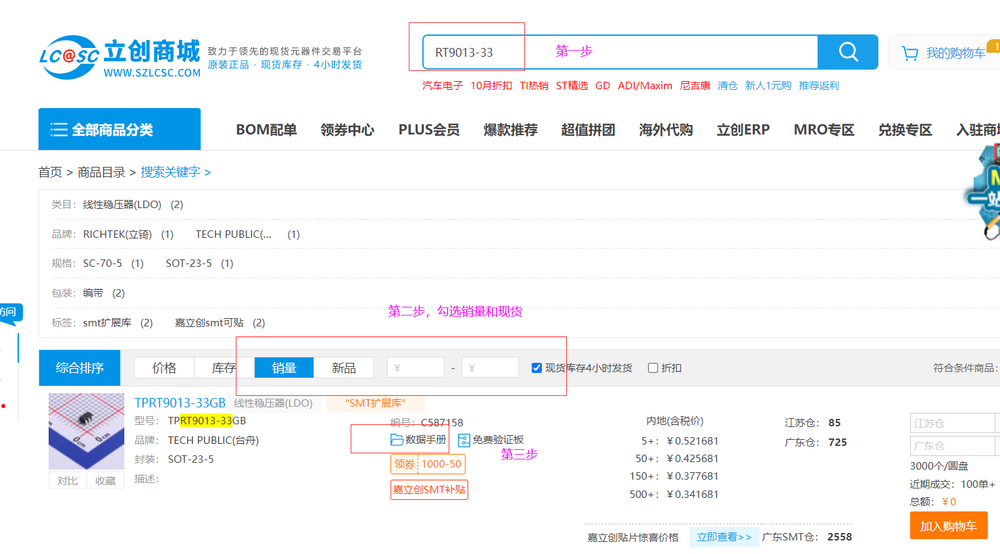 LC@SC 立创商城
WWW.SZLCSC.COM
致力于领先的现货元器件交易平台
原装正品 · 现货库存 · 4小时发货
RT9013-33
第一步
我的购物车
1
汽车电子 10月折扣 TI热销 ST精选 GD ADI/Maxim 尼吉康 清仓 新人1元购 推荐返利
全部商品分类 BOM配单 领券中心 PLUS会员 爆款推荐 超值拼团 海外代购 立创ERP MRO专区 兑换专区 入驻商
首页 > 商品目录 > 搜索关键字 >
一站
类目: 线性稳压器(LDO) (2)
品牌: RICHTEK(立锜) (1) TECH PUBLIC(... (1)
规格: SC-70-5 (1) SOT-23-5 (1)
包装: 编带 (2)
访问
第二步，勾选销量和现货
标签: smt扩展库 (2) 嘉立创smt可贴 (2)
综合排序 价格 库存 销量 新品 ¥ - ¥ 现货库存4小时发货 折扣 符合条件商品:
TPRT9013-33GB 线性稳压器(LDO) “SMT扩展库”
型号: TPRT9013-33GB
品牌: TECH PUBLIC(台舟)
封装: SOT-23-5
描述:
0cm 0cm
对比 收藏
编号: C587158
数据手册 免费验证板
第三步
领券 1000-50
嘉立创SMT补贴
内地(含税价)
5+: ￥0.521681
50+: ￥0.425681
150+: ￥0.377681
500+: ￥0.341681
江苏仓: 85
广东仓: 725
江苏仓
广东仓
3000个/圆盘
近期成交: 100单+
总额: ￥0
加入购物车
嘉立创贴片惊喜价格 立即查看>> 广东SMT仓: 2558